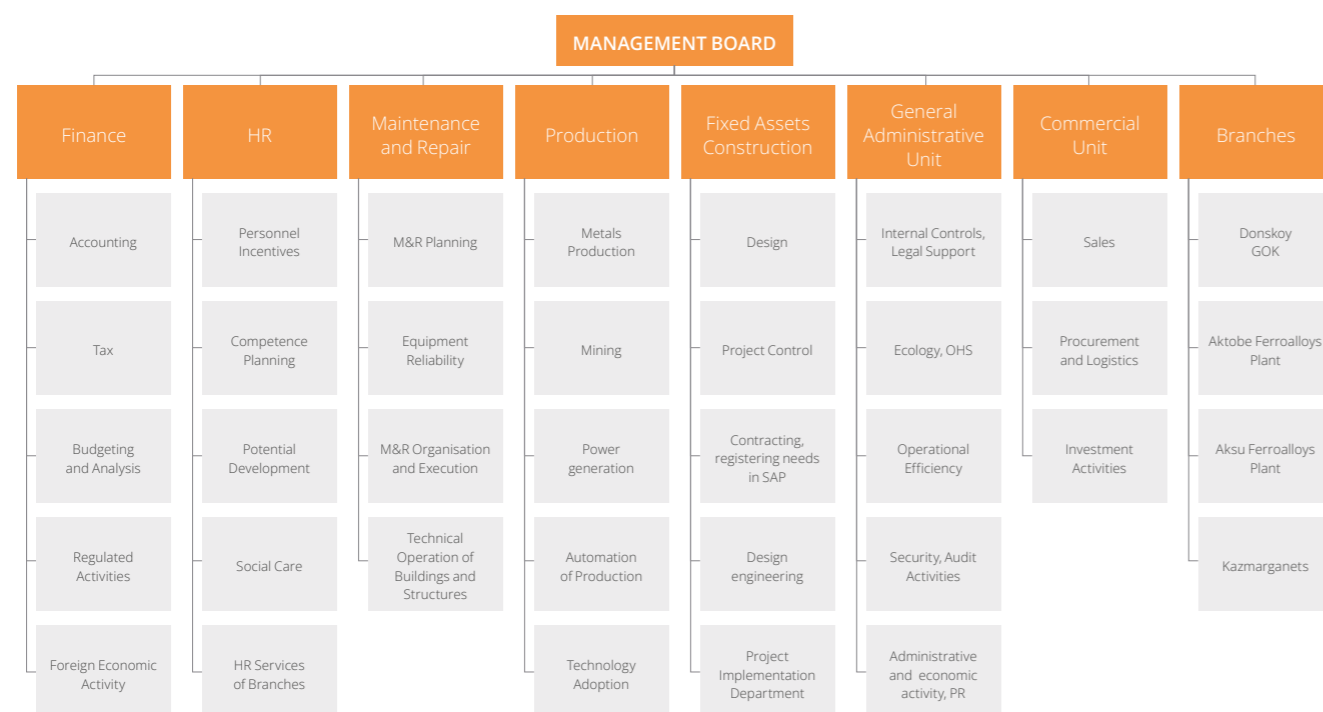 MANAGEMENT BOARD
Finance
Accounting
Tax
Budgeting
and Analysis
Regulated
Activities
Foreign Economic
Activity
HR
Personnel
Incentives
Competence
Planning
Potential
Development
Social Care
HR Services
of Branches
Maintenance
and Repair
M&R Planning
Equipment
Reliability
M&R Organisation
and Execution
Technical
Operation of
Buildings and
Structures
Production
Metals
Production
Mining
Power
generation
Automation
of Production
Technology
Adoption
Fixed Assets
Construction
Design
Project Control
Contracting,
registering needs
in SAP
Design
engineering
Project
Implementation
Department
General
Administrative
Unit
Internal Controls,
Legal Support
Ecology, OHS
Operational
Efficiency
Security, Audit
Activities
Administrative
and economic
activity, PR
Commercial
Unit
Sales
Procurement
and Logistics
Investment
Activities
Branches
Donskoy
GOK
Aktobe Ferroalloys
Plant
Aksu Ferroalloys
Plant
Kazmarganets